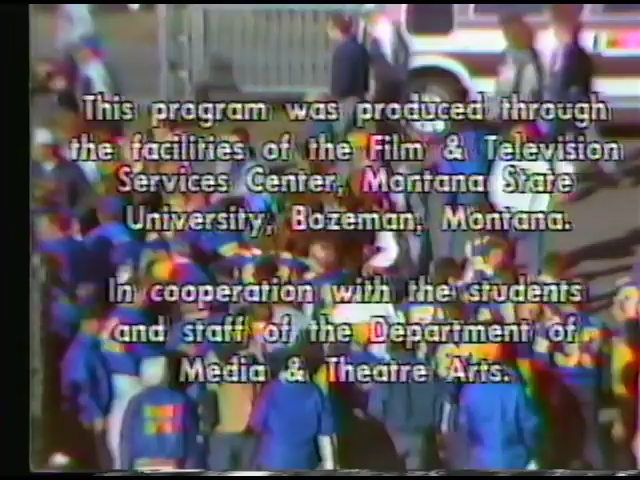 This program was produced through
the facilities of the Film & Television
Services Center, Montana State
University, Bozeman, Montana.
In cooperation with the students
and staff of the Department of
Media & Theatre Arts.